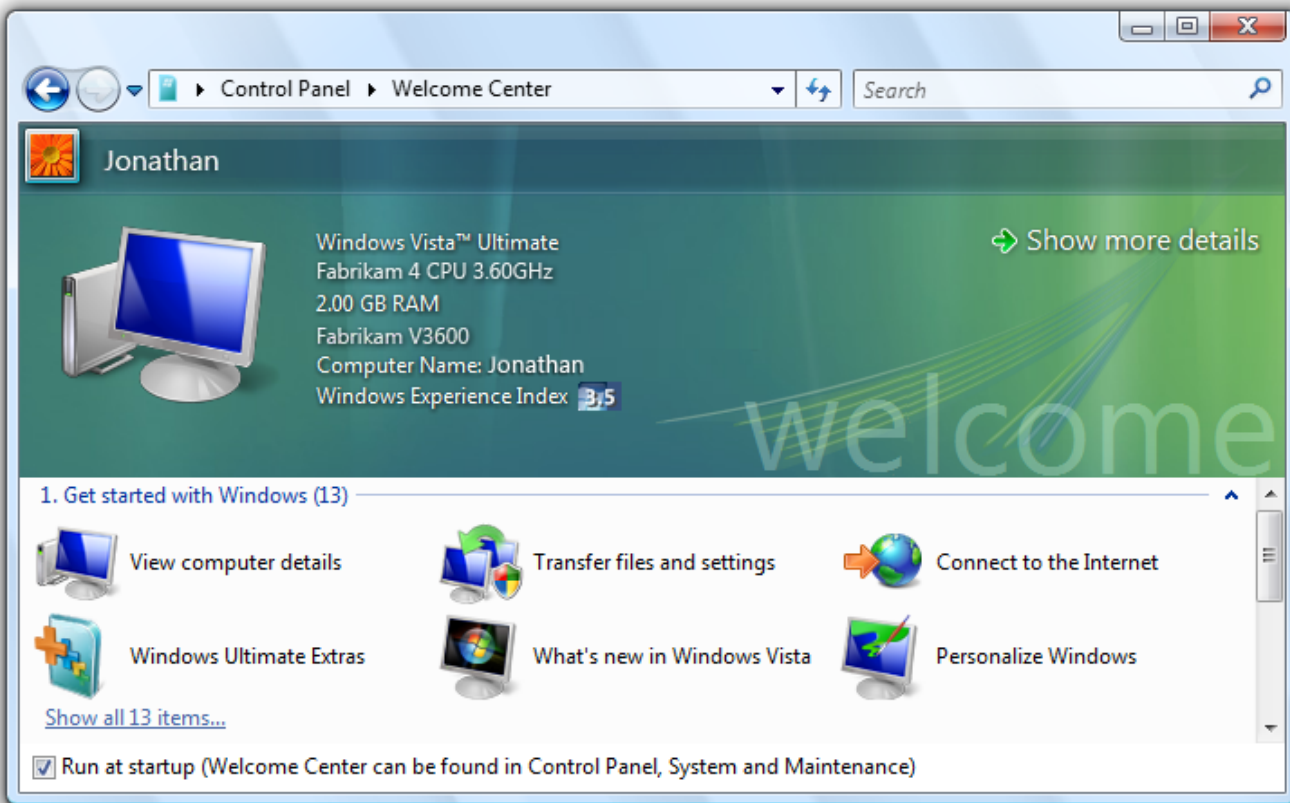 Control Panel Welcome Center
Search
Jonathan
Show more details
Windows Vista™ Ultimate
Fabrikam 4 CPU 3.60GHz
2.00 GB RAM
Fabrikam V3600
Computer Name: Jonathan
Windows Experience Index 3,5
welcome
1. Get started with Windows (13)
View computer details
Transfer files and settings
Connect to the Internet
Windows Ultimate Extras
What's new in Windows Vista
Personalize Windows
Show all 13 items...
Run at startup (Welcome Center can be found in Control Panel, System and Maintenance)